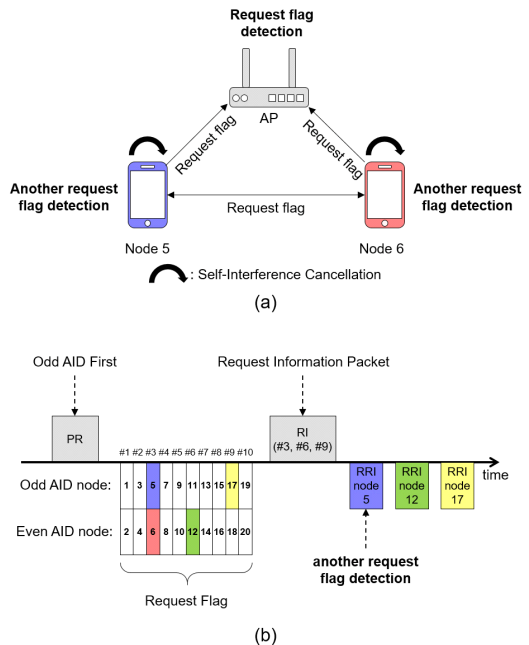 Request flag
detection
AP
Request flag
Request flag
Another request
flag detection
Another request
flag detection
Request flag
Node 5
Node 6
: Self-Interference Cancellation
(a)
Odd AID First
Request Information Packet
PR
RI
(#3, #6, #9)
#1 #2 #3 #4 #5 #6 #7 #8 #9 #10
time
Odd AID node:
1 3 5 7 9 11 13 15 17 19
RRI
node
5
RRI
node
12
RRI
node
17
Even AID node:
2 4 6 8 10 12 14 16 18 20
another request
flag detection
Request Flag
(b)